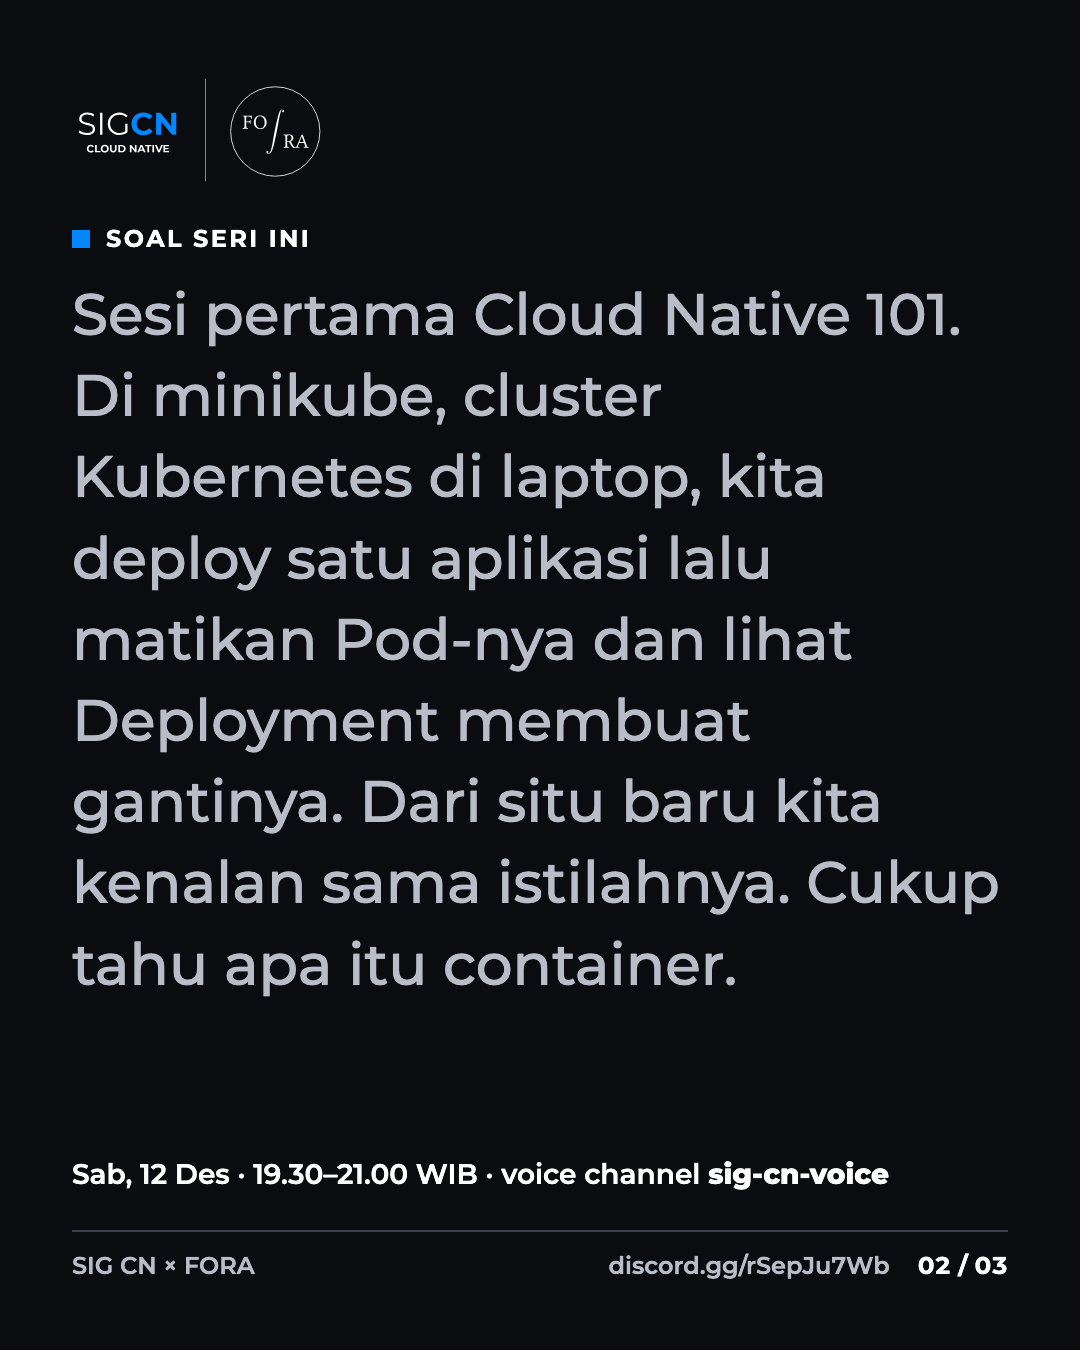 SIGCN
CLOUD NATIVE
FO∫RA
SOAL SERI INI
Sesi pertama Cloud Native 101.
Di minikube, cluster
Kubernetes di laptop, kita
deploy satu aplikasi lalu
matikan Pod-nya dan lihat
Deployment membuat
gantinya. Dari situ baru kita
kenalan sama istilahnya. Cukup
tahu apa itu container.
Sab, 12 Des · 19.30–21.00 WIB · voice channel sig-cn-voice
SIG CN × FORA
discord.gg/rSepJu7Wb 02 / 03